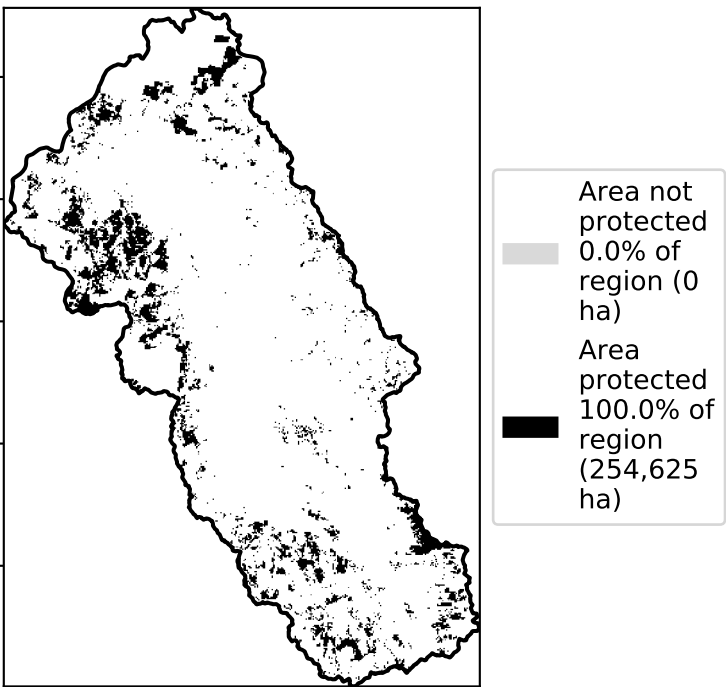 Area not
protected
0.0% of
region (0
ha)
Area
protected
100.0% of
region
(254,625
ha)